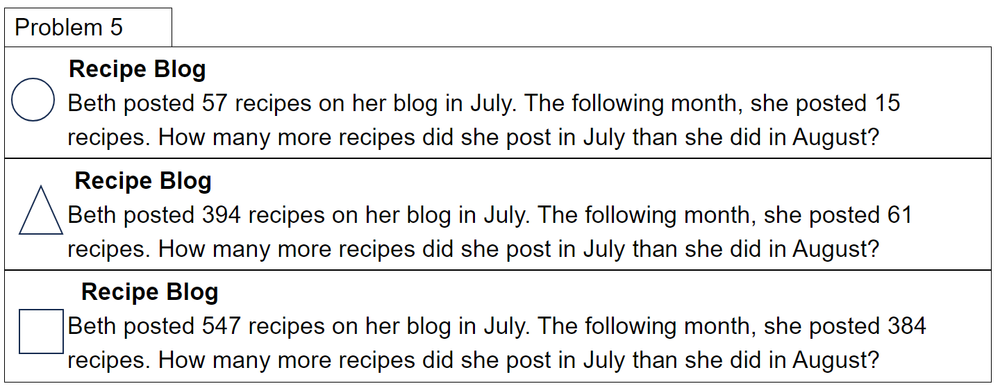 Problem 5
Recipe Blog
Beth posted 57 recipes on her blog in July. The following month, she posted 15
recipes. How many more recipes did she post in July than she did in August?
Recipe Blog
Beth posted 394 recipes on her blog in July. The following month, she posted 61
recipes. How many more recipes did she post in July than she did in August?
Recipe Blog
Beth posted 547 recipes on her blog in July. The following month, she posted 384
recipes. How many more recipes did she post in July than she did in August?